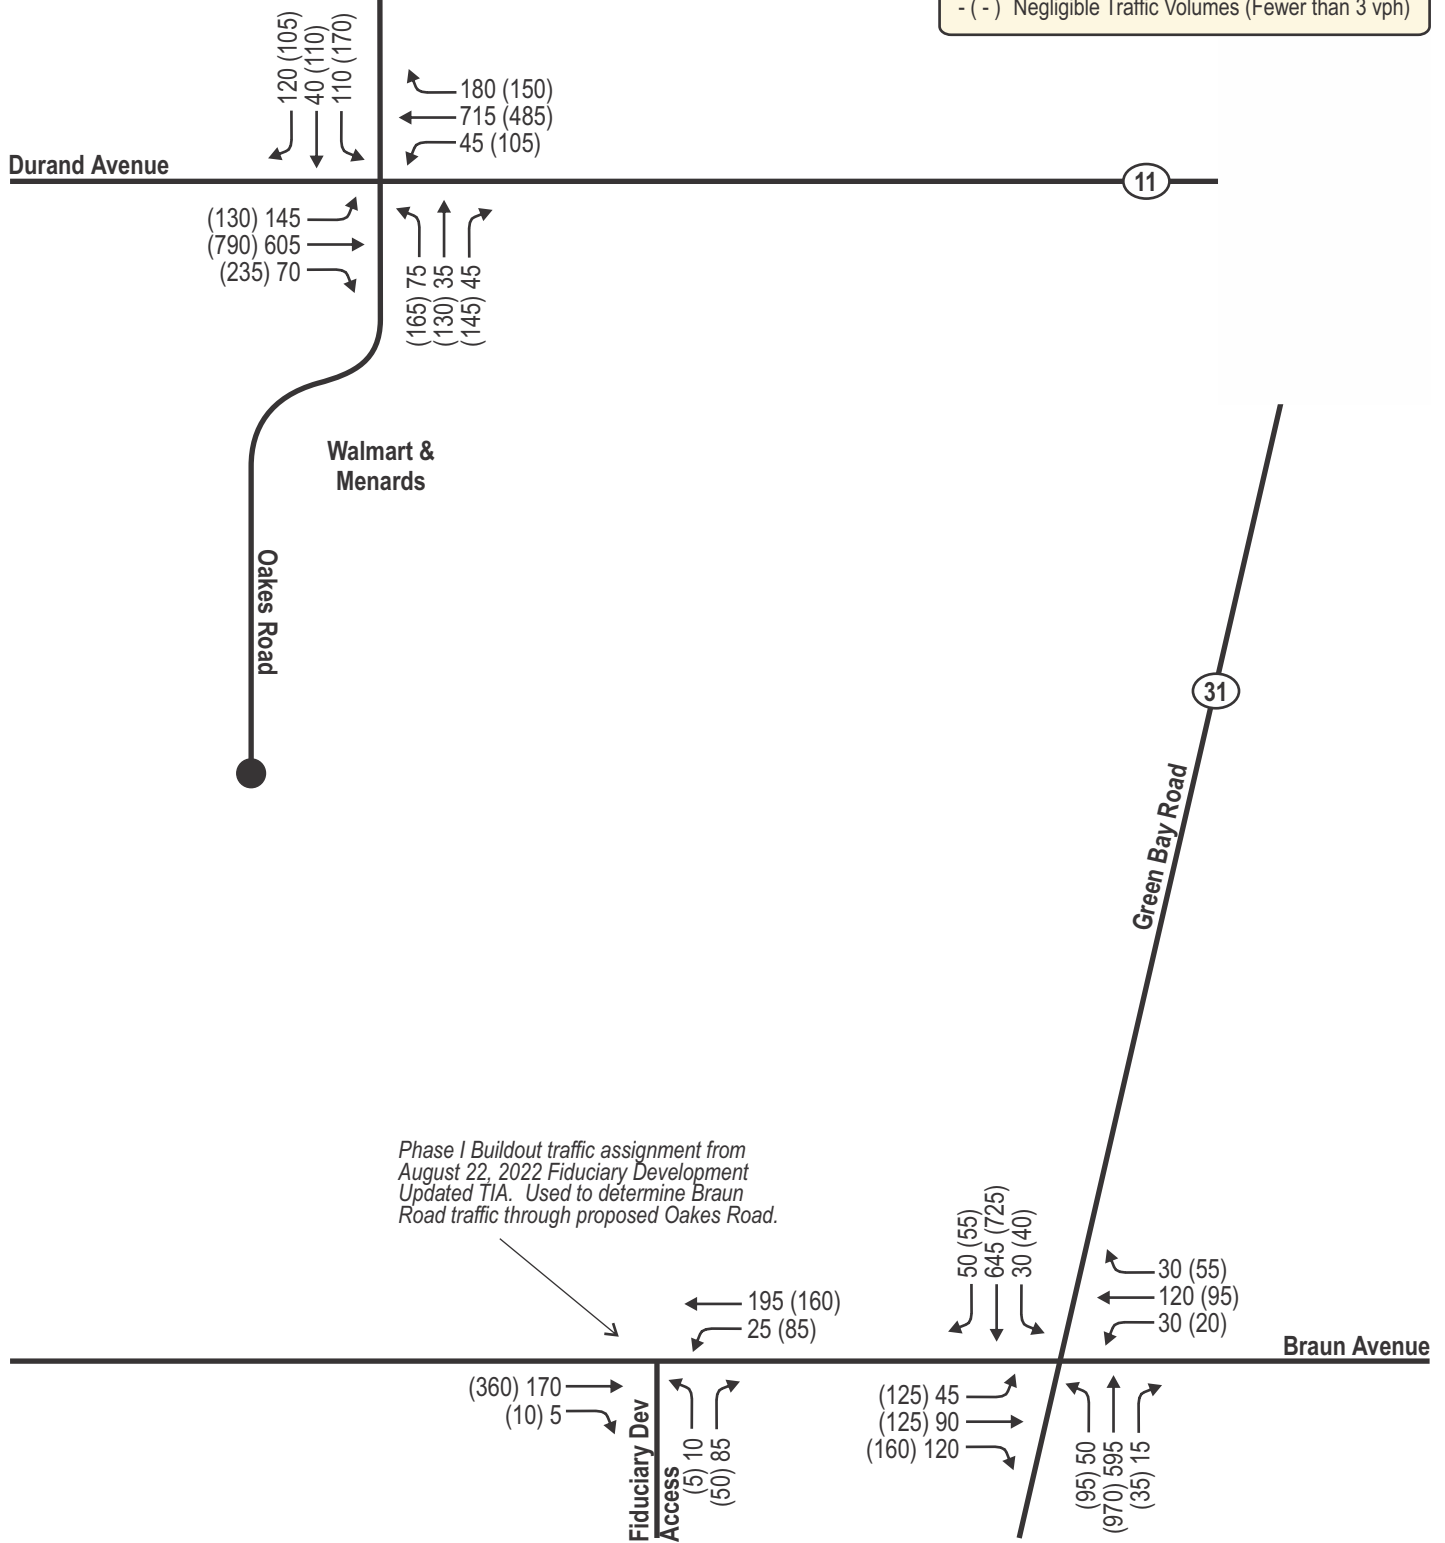 - ( - ) Negligible Traffic Volumes (Fewer than 3 vph)
120 (105)
40 (110)
110 (170)
180 (150)
715 (485)
45 (105)
Durand Avenue
11
(130) 145
(790) 605
(235) 70
(165) 75
(130) 35
(145) 45
Walmart &
Menards
Oakes Road
31
Green Bay Road
Phase I Buildout traffic assignment from
August 22, 2022 Fiduciary Development
Updated TIA. Used to determine Braun
Road traffic through proposed Oakes Road.
50 (55)
645 (725)
30 (40)
30 (55)
120 (95)
30 (20)
195 (160)
25 (85)
Braun Avenue
(360) 170
(10) 5
Fiduciary Dev
Access
(5) 10
(50) 85
(125) 45
(125) 90
(160) 120
(95) 50
(970) 595
(35) 15